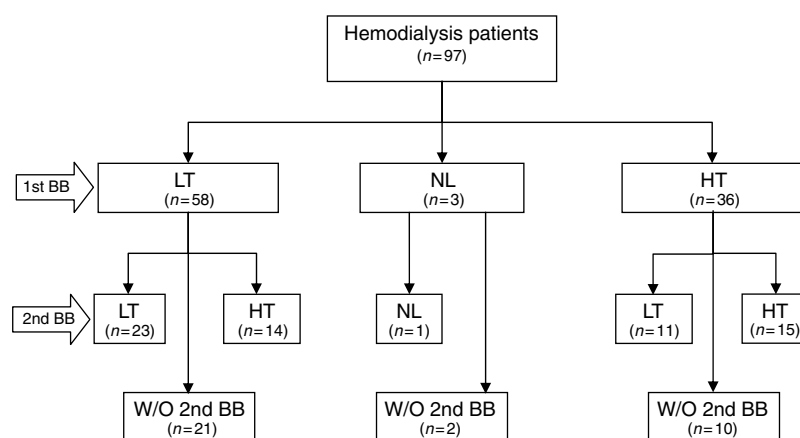 Hemodialysis patients
(n=97)
1st BB
LT
(n=58)
NL
(n=3)
HT
(n=36)
2nd BB
LT
(n=23)
HT
(n=14)
NL
(n=1)
LT
(n=11)
HT
(n=15)
W/O 2nd BB
(n=21)
W/O 2nd BB
(n=2)
W/O 2nd BB
(n=10)